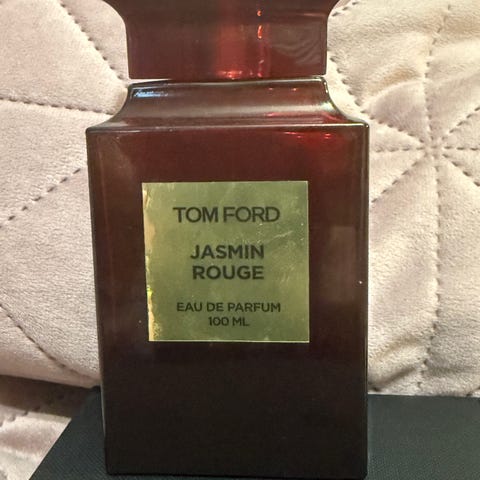 TOM FORD
JASMIN
ROUGE
EAU DE PARFUM
100 ML